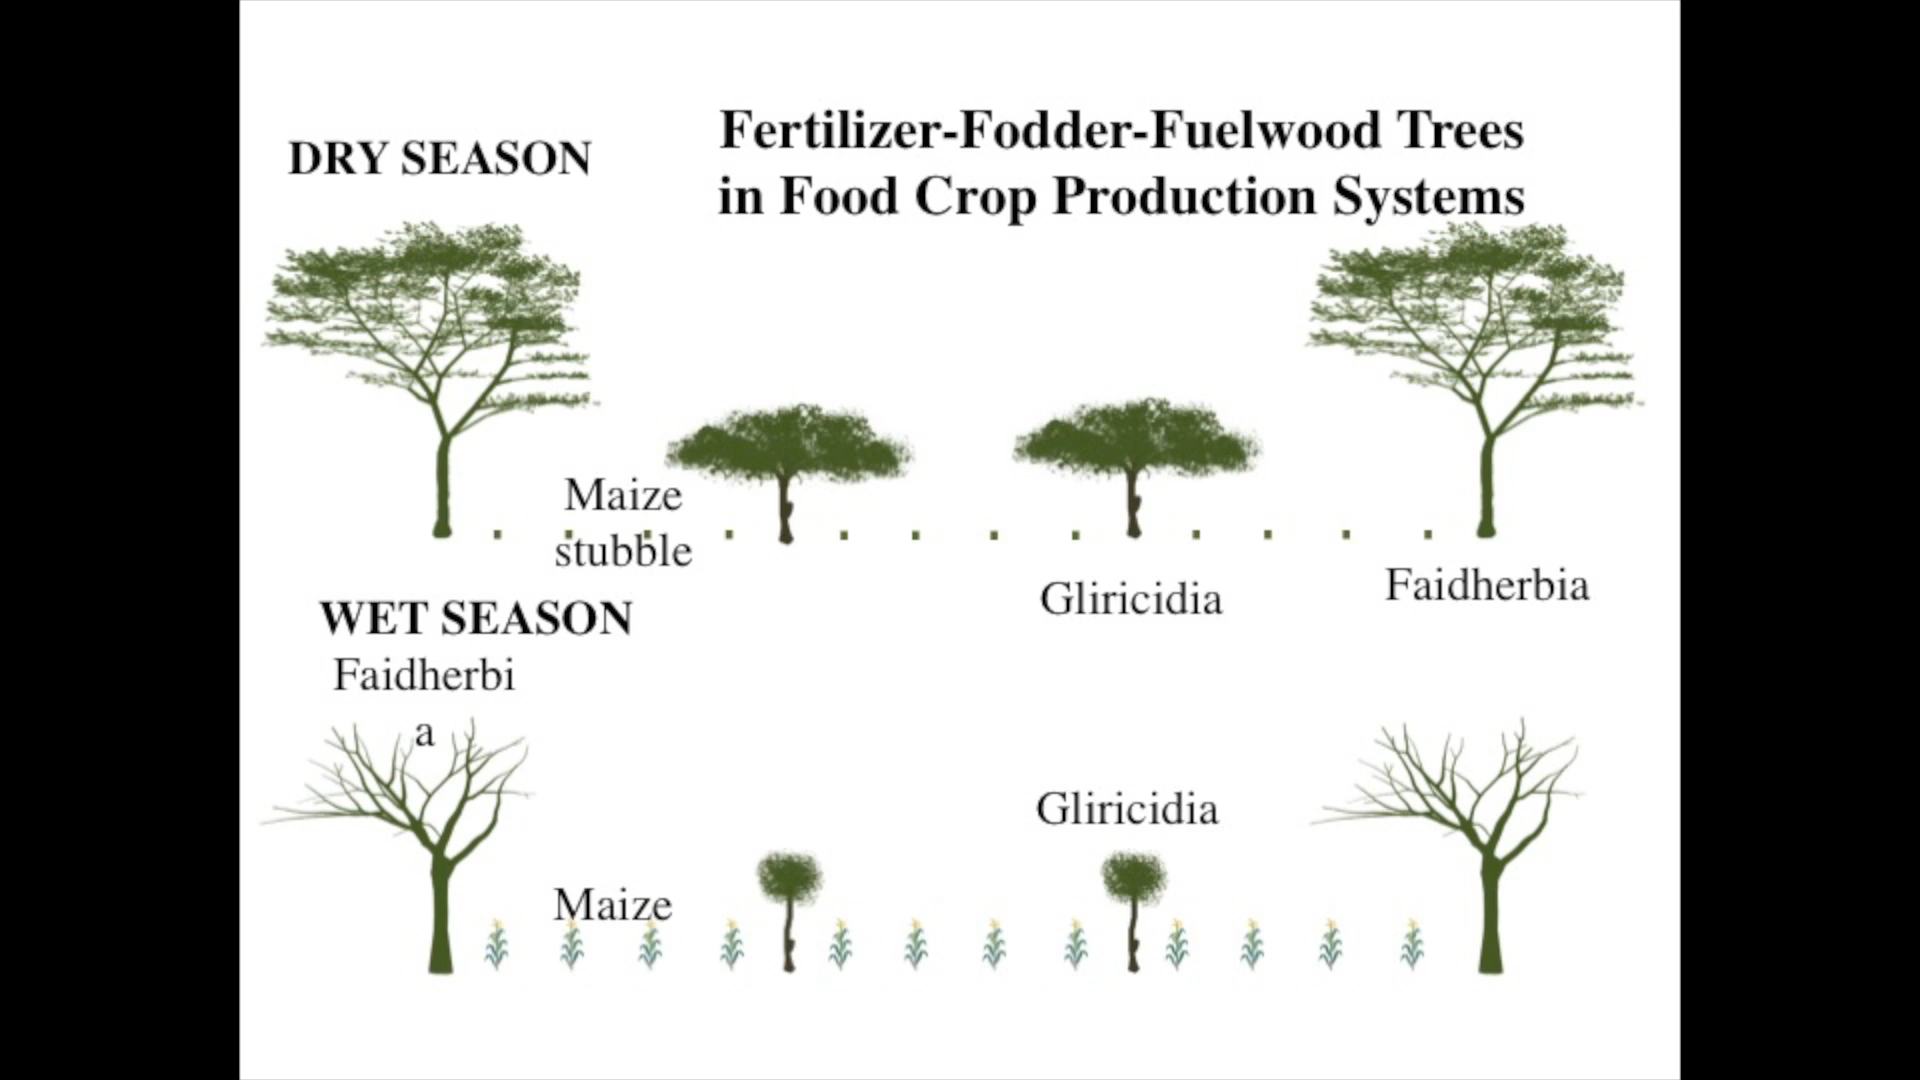 DRY SEASON
Fertilizer-Fodder-Fuelwood Trees
in Food Crop Production Systems
Maize
stubble
Gliricidia
Faidherbia
WET SEASON
Faidherbi
a
Gliricidia
Maize